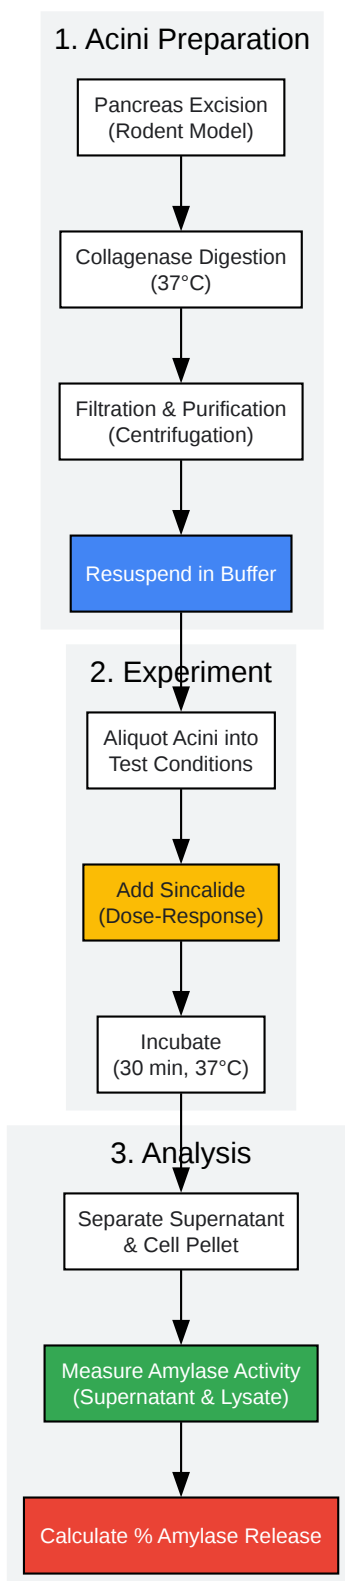 1. Acini Preparation
Pancreas Excision
(Rodent Model)
Collagenase Digestion
(37°C)
Filtration & Purification
(Centrifugation)
Resuspend in Buffer
2. Experiment
Aliquot Acini into
Test Conditions
Add Sincalide
(Dose-Response)
Incubate
(30 min, 37°C)
3. Analysis
Separate Supernatant
& Cell Pellet
Measure Amylase Activity
(Supernatant & Lysate)
Calculate % Amylase Release